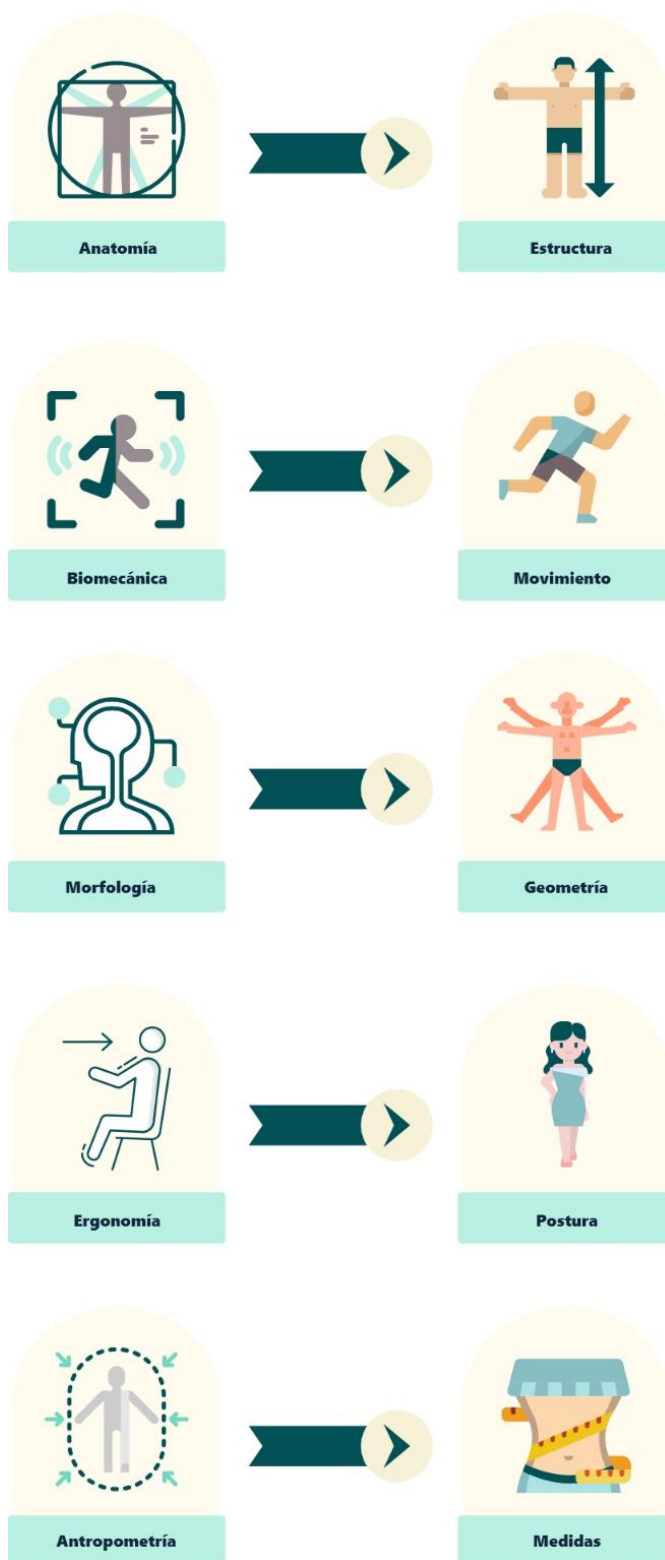 Anatomía
Estructura
Biomecánica
Movimiento
Morfología
Geometría
Ergonomía
Postura
Antropometría
Medidas